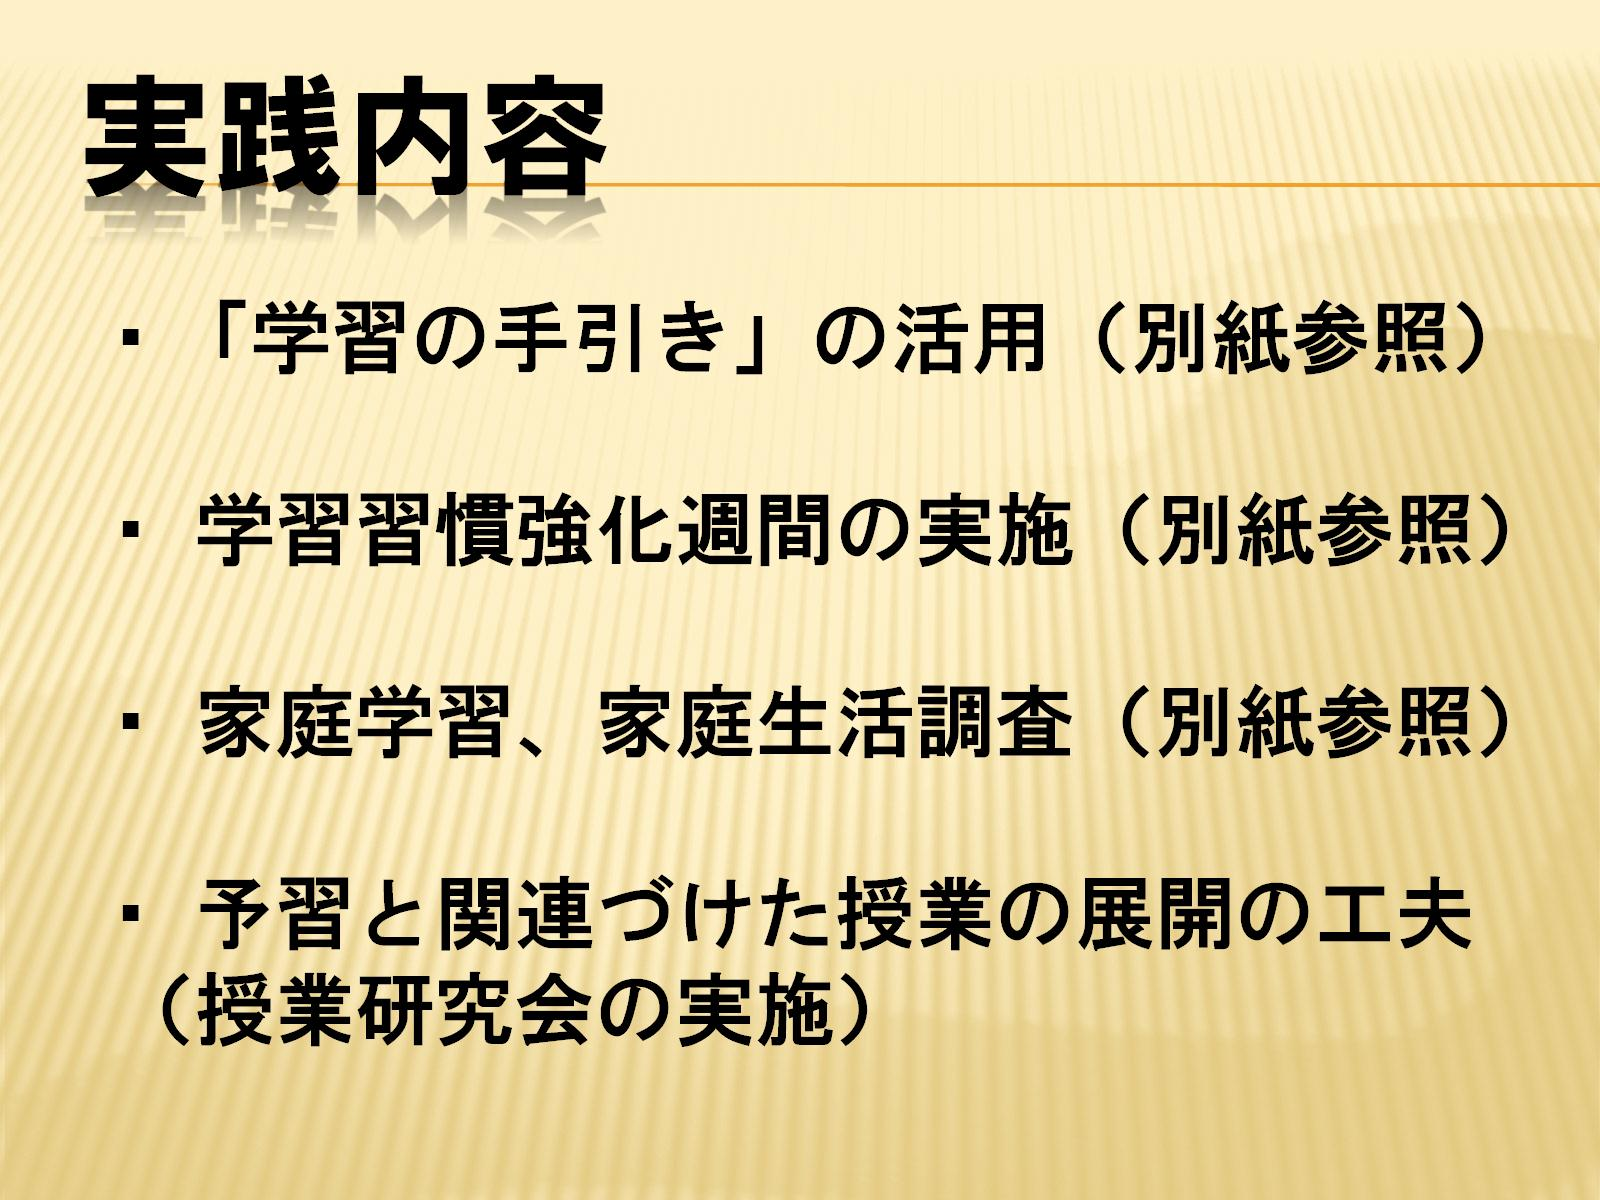 実践内容
・「学習の手引き」の活用（別紙参照）
・ 学習習慣強化週間の実施（別紙参照）
・ 家庭学習、家庭生活調査（別紙参照）
・ 予習と関連づけた授業の展開の工夫
（授業研究会の実施）